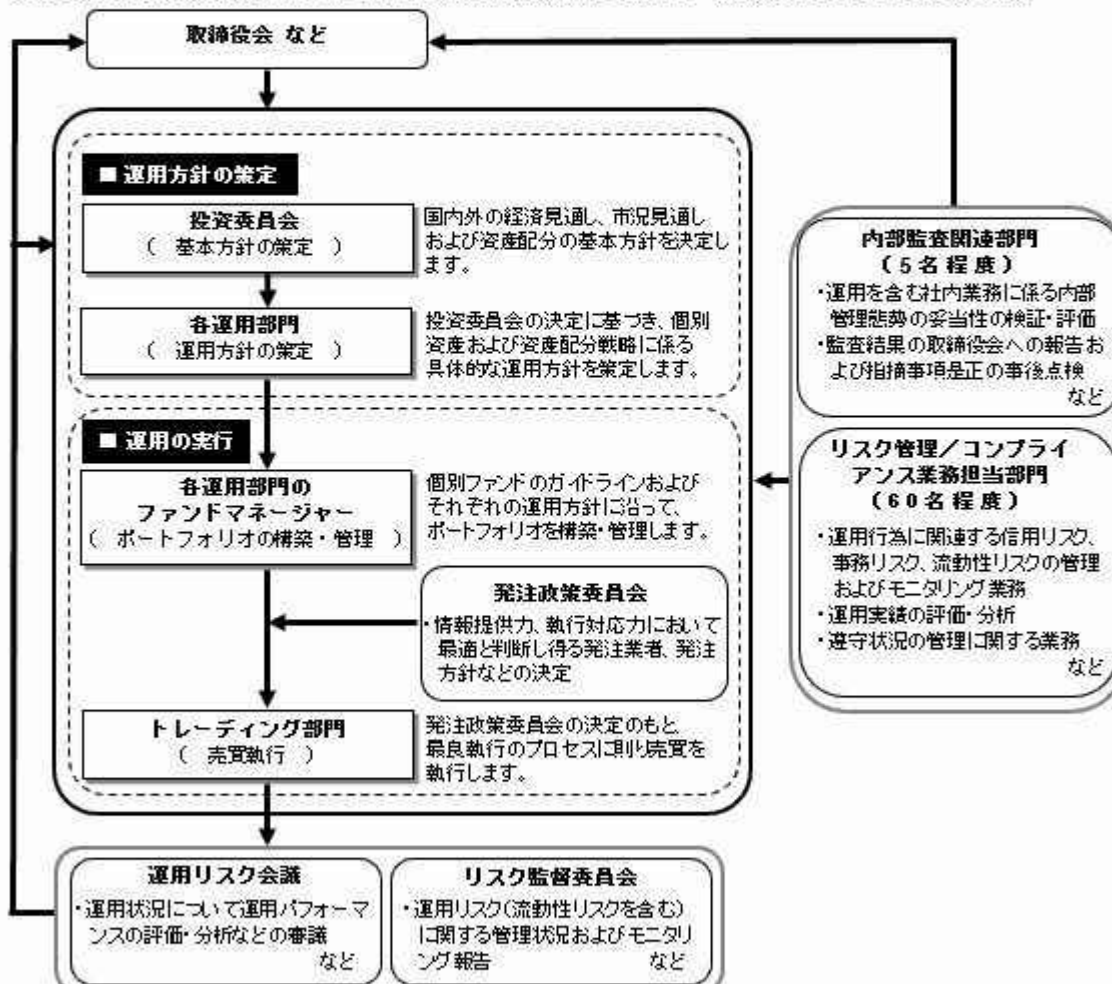 取締役会 など
■ 運用方針の策定
投資委員会
( 基本方針の策定 )
国内外の経済見通し、市況見通し
および資産配分の基本方針を決定し
ます。
各運用部門
( 運用方針の策定 )
投資委員会の決定に基づき、個別
資産および資産配分戦略に係る
具体的な運用方針を策定します。
■ 運用の実行
各運用部門の
ファンドマネージャー
( ポートフォリオの構築・管理 )
個別ファンドのガイドラインおよび
それぞれの運用方針に沿って、
ポートフォリオを構築・管理します。
発注政策委員会
・情報提供力、執行対応力において
最適と判断し得る発注業者、発注
方針などの決定
トレーディング部門
( 売買執行 )
発注政策委員会の決定のもと、
最良執行のプロセスに則り売買を
執行します。
内部監査関連部門
(5名程度)
・運用を含む社内業務に係る内部
管理態勢の妥当性の検証・評価
・監査結果の取締役会への報告お
よび指摘事項是正の事後点検
など
リスク管理/コンプライ
アンス業務担当部門
(60名程度)
・運用行為に関連する信用リスク、
事務リスク、流動性リスクの管理
およびモニタリング業務
・運用実績の評価・分析
・遵守状況の管理に関する業務
など
運用リスク会議
・運用状況について運用パフォーマ
ンスの評価・分析などの審議
など
リスク監督委員会
・運用リスク(流動性リスクを含む)
に関する管理状況およびモニタリ
ング報告 など